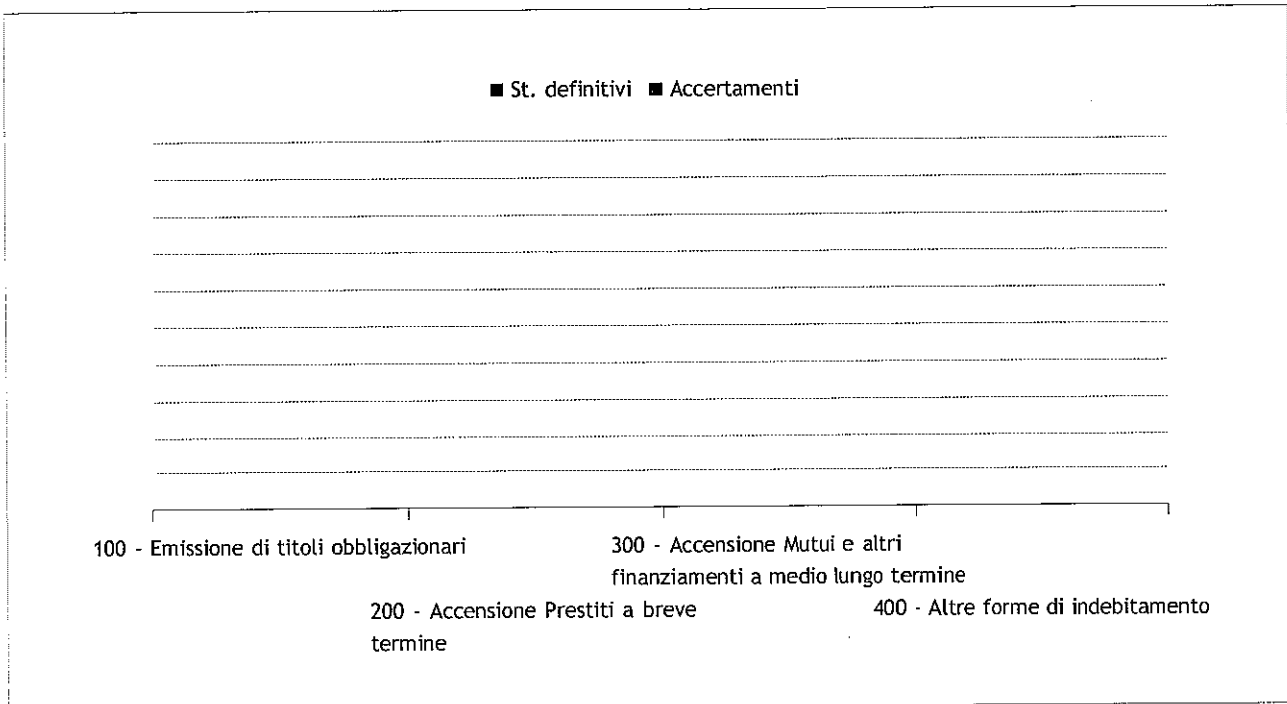 ■ St. definitivi ■ Accertamenti
100 - Emissione di titoli obbligazionari
300 - Accensione Mutui e altri
finanziamenti a medio lungo termine
200 - Accensione Prestiti a breve
termine
400 - Altre forme di indebitamento